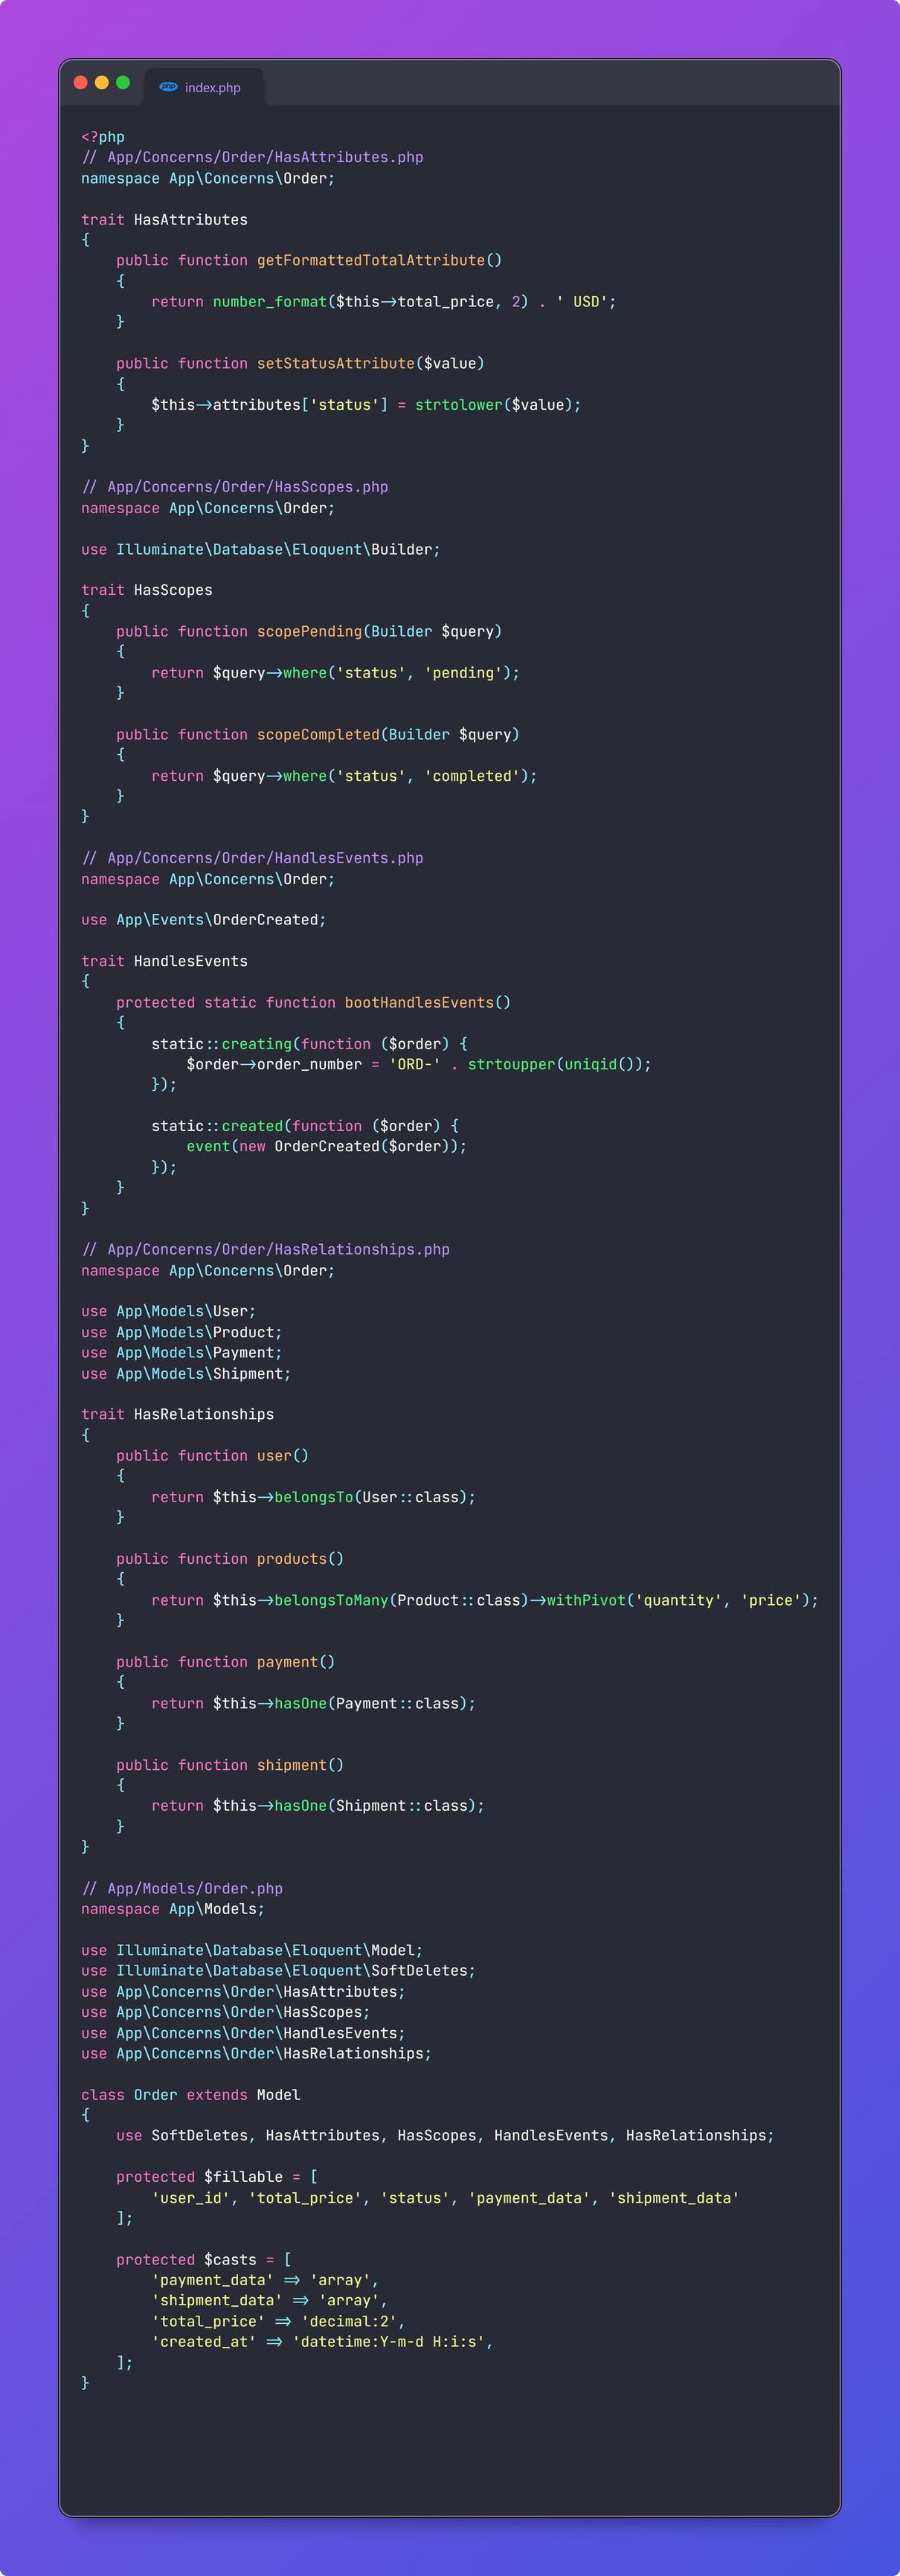 php index.php
<?php
// App/Concerns/Order/HasAttributes.php
namespace App\Concerns\Order;

trait HasAttributes
{
    public function getFormattedTotalAttribute()
    {
        return number_format($this->total_price, 2) . ' USD';
    }

    public function setStatusAttribute($value)
    {
        $this->attributes['status'] = strtolower($value);
    }
}

// App/Concerns/Order/HasScopes.php
namespace App\Concerns\Order;

use Illuminate\Database\Eloquent\Builder;

trait HasScopes
{
    public function scopePending(Builder $query)
    {
        return $query->where('status', 'pending');
    }

    public function scopeCompleted(Builder $query)
    {
        return $query->where('status', 'completed');
    }
}

// App/Concerns/Order/HandlesEvents.php
namespace App\Concerns\Order;

use App\Events\OrderCreated;

trait HandlesEvents
{
    protected static function bootHandlesEvents()
    {
        static::creating(function ($order) {
            $order->order_number = 'ORD-' . strtoupper(uniqid());
        });

        static::created(function ($order) {
            event(new OrderCreated($order));
        });
    }
}

// App/Concerns/Order/HasRelationships.php
namespace App\Concerns\Order;

use App\Models\User;
use App\Models\Product;
use App\Models\Payment;
use App\Models\Shipment;

trait HasRelationships
{
    public function user()
    {
        return $this->belongsTo(User::class);
    }

    public function products()
    {
        return $this->belongsToMany(Product::class)->withPivot('quantity', 'price');
    }

    public function payment()
    {
        return $this->hasOne(Payment::class);
    }

    public function shipment()
    {
        return $this->hasOne(Shipment::class);
    }
}

// App/Models/Order.php
namespace App\Models;

use Illuminate\Database\Eloquent\Model;
use Illuminate\Database\Eloquent\SoftDeletes;
use App\Concerns\Order\HasAttributes;
use App\Concerns\Order\HasScopes;
use App\Concerns\Order\HandlesEvents;
use App\Concerns\Order\HasRelationships;

class Order extends Model
{
    use SoftDeletes, HasAttributes, HasScopes, HandlesEvents, HasRelationships;

    protected $fillable = [
        'user_id', 'total_price', 'status', 'payment_data', 'shipment_data'
    ];

    protected $casts = [
        'payment_data' => 'array',
        'shipment_data' => 'array',
        'total_price' => 'decimal:2',
        'created_at' => 'datetime:Y-m-d H:i:s',
    ];
}